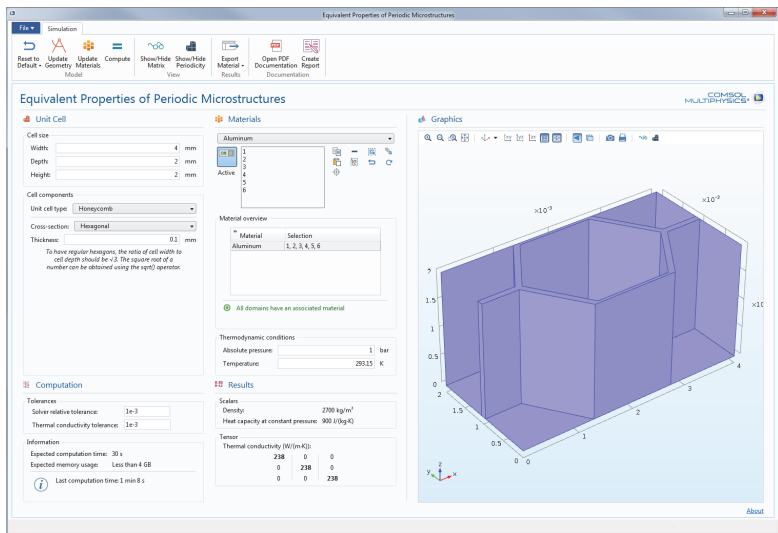 Equivalent Properties of Periodic Microstructures
File
Simulation
Reset to Default
Update Geometry
Update Materials
Compute
Show/Hide Matrix
Show/Hide Periodicity
Export Material
Open PDF Documentation
Create Report
Model
View
Results
Documentation
Equivalent Properties of Periodic Microstructures
COMSOL
MULTIPHYSICS®
Unit Cell
Cell size
Width: 4 mm
Depth: 2 mm
Height: 2 mm
Cell components
Unit cell type: Honeycomb
Cross-section: Hexagonal
Thickness: 0.1 mm
To have regular hexagons, the ratio of cell width to
cell depth should be √3. The square root of a
number can be obtained using the sqrt() operator.
Materials
Aluminum
Active
1
2
3
4
5
6
Material overview
Material Selection
Aluminum 1, 2, 3, 4, 5, 6
All domains have an associated material
Thermodynamic conditions
Absolute pressure: 1 bar
Temperature: 293.15 K
Computation
Tolerances
Solver relative tolerance: 1e-3
Thermal conductivity tolerance: 1e-3
Information
Expected computation time: 30 s
Expected memory usage: Less than 4 GB
Last computation time: 1 min 8 s
Results
Scalars
Density: 2700 kg/m³
Heat capacity at constant pressure: 900 J/(kg·K)
Tensor
Thermal conductivity (W/(m·K)):
238 0 0
0 238 0
0 0 238
Graphics
×10⁻³
×10⁻³
2
1.5
1
0.5
0
2
1.5
1
0.5
0
0
1
2
3
4
y z x
About